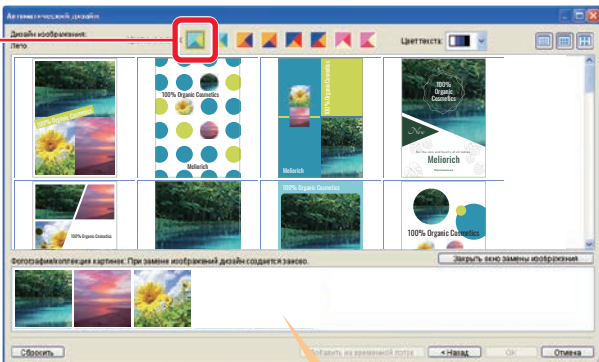 Автоматический дизайн
Дизайн изображения:
Лето
Цвет текста:
100% Organic Cosmetics
100% Organic Cosmetics
Meliorich
100% Organic Cosmetics
Meliorich
100%
Organic
Cosmetics
New
Meliorich
100% Organic Cosmetics
100% Organic Cosmetics
100% Organic Cosmetics
Фотография/коллекция картинок: При замене изображений дизайн создается заново.
Закрыть окно замены изображения
Сбросить
Добавить из временной папки
< Назад
OK
Отмена